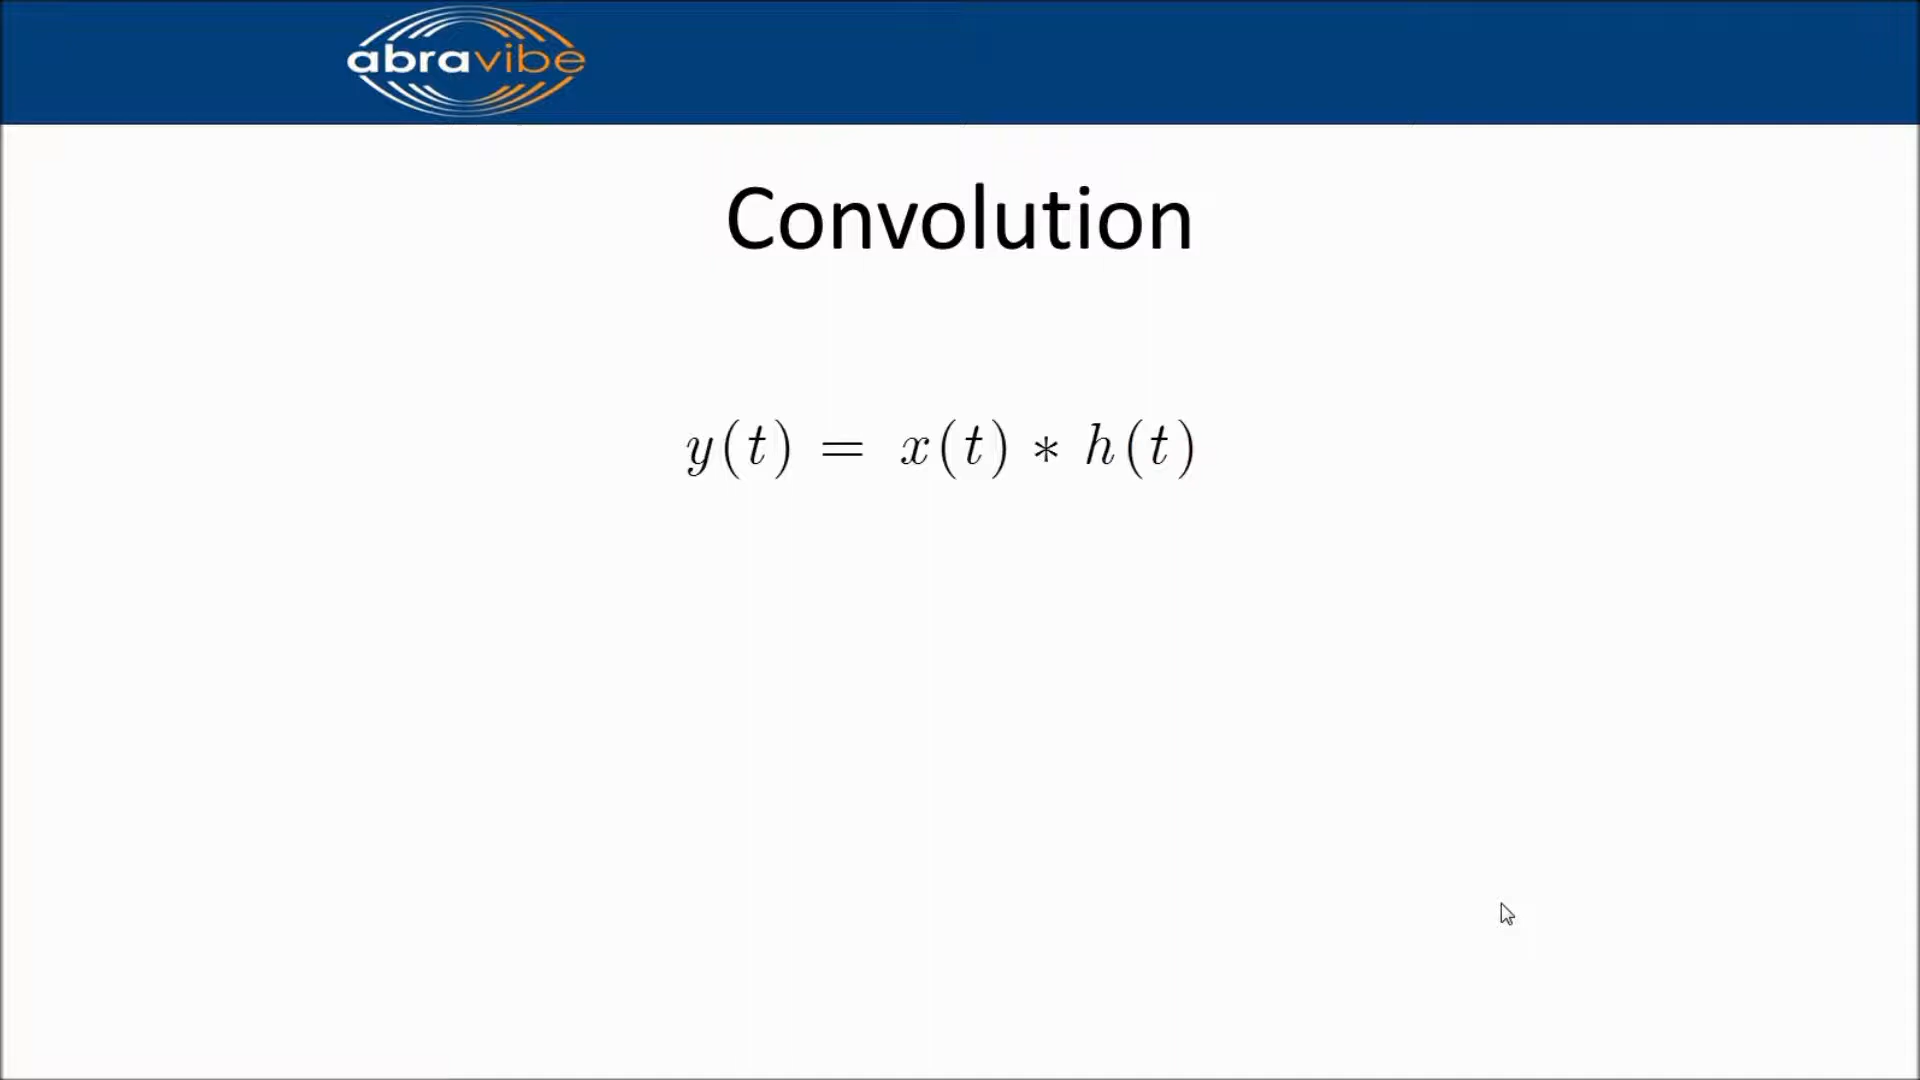 abravibe
Convolution
y(t) = x(t) * h(t)